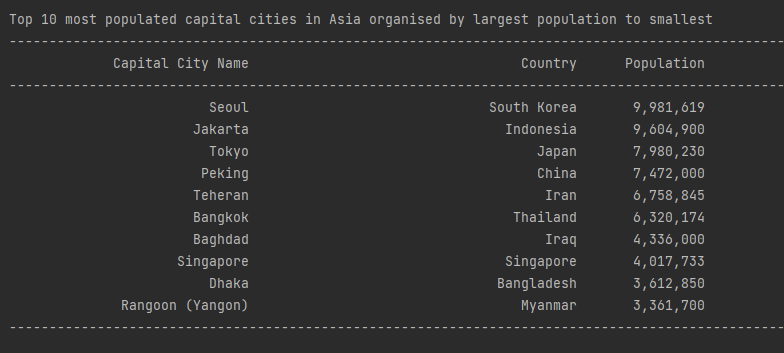 Top 10 most populated capital cities in Asia organised by largest population to smallest
--------------------------------------------------------------------------------------------------
Capital City Name Country Population
--------------------------------------------------------------------------------------------------
Seoul South Korea 9,981,619
Jakarta Indonesia 9,604,900
Tokyo Japan 7,980,230
Peking China 7,472,000
Teheran Iran 6,758,845
Bangkok Thailand 6,320,174
Baghdad Iraq 4,336,000
Singapore Singapore 4,017,733
Dhaka Bangladesh 3,612,850
Rangoon (Yangon) Myanmar 3,361,700
--------------------------------------------------------------------------------------------------